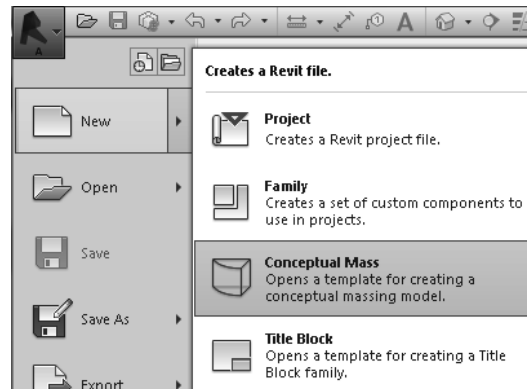 A
Creates a Revit file.
New
Project
Creates a Revit project file.
Open
Family
Creates a set of custom components to
use in projects.
Save
Conceptual Mass
Opens a template for creating a
conceptual massing model.
Save As
Title Block
Opens a template for creating a Title
Block family.
Export